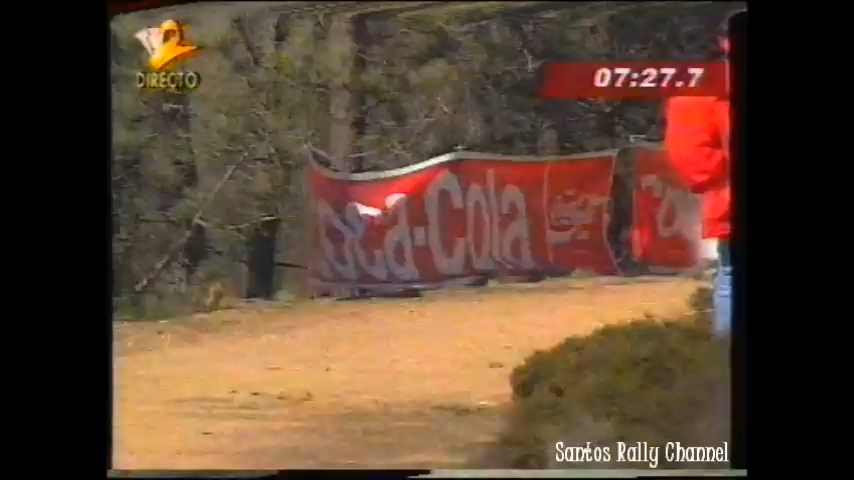 2
DIRECTO
07:27.7
Coca-Cola
Santos Rally Channel